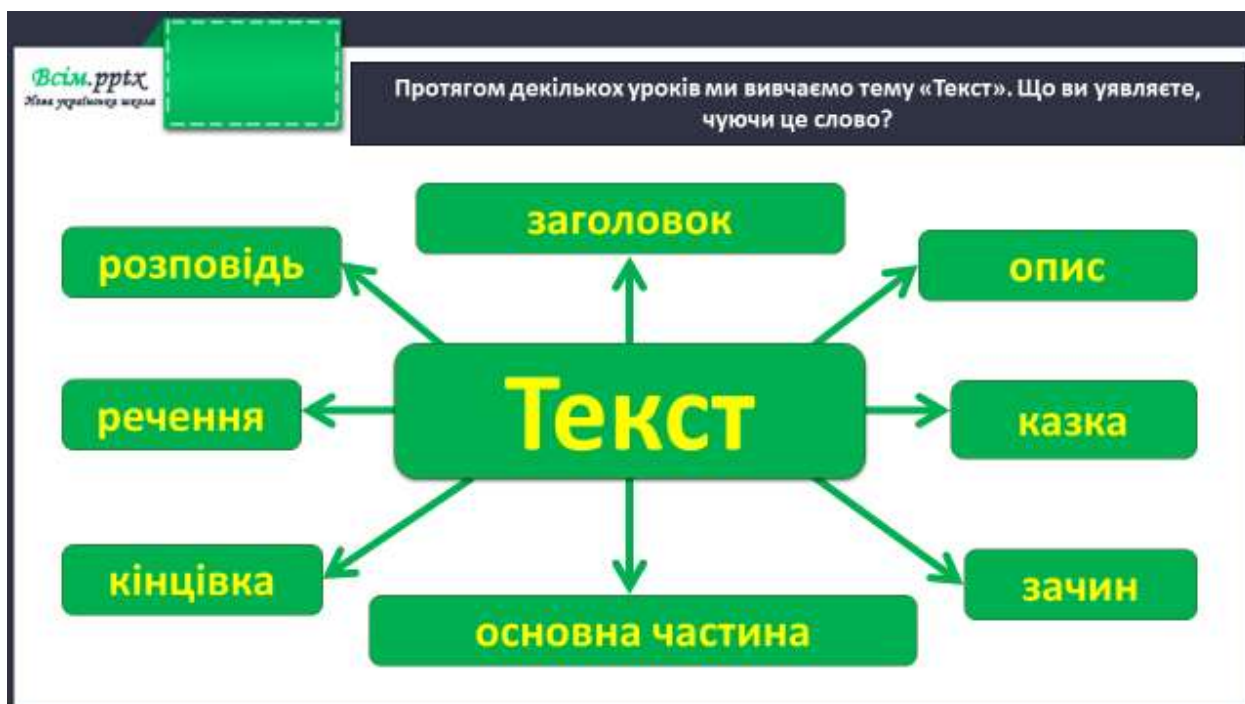 Всім.pptx
Нова українська школа
Протягом декількох уроків ми вивчаємо тему «Текст». Що ви уявляєте,
чуючи це слово?
заголовок
розповідь
опис
Текст
речення
казка
кінцівка
зачин
основна частина